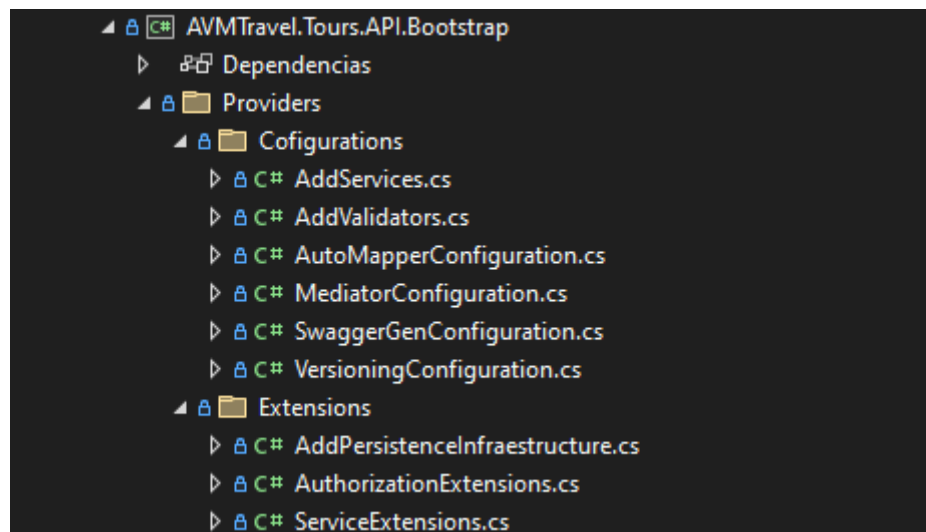 C# AVMTravel.Tours.API.Bootstrap
Dependencias
Providers
Cofigurations
C# AddServices.cs
C# AddValidators.cs
C# AutoMapperConfiguration.cs
C# MediatorConfiguration.cs
C# SwaggerGenConfiguration.cs
C# VersioningConfiguration.cs
Extensions
C# AddPersistenceInfraestructure.cs
C# AuthorizationExtensions.cs
C# ServiceExtensions.cs